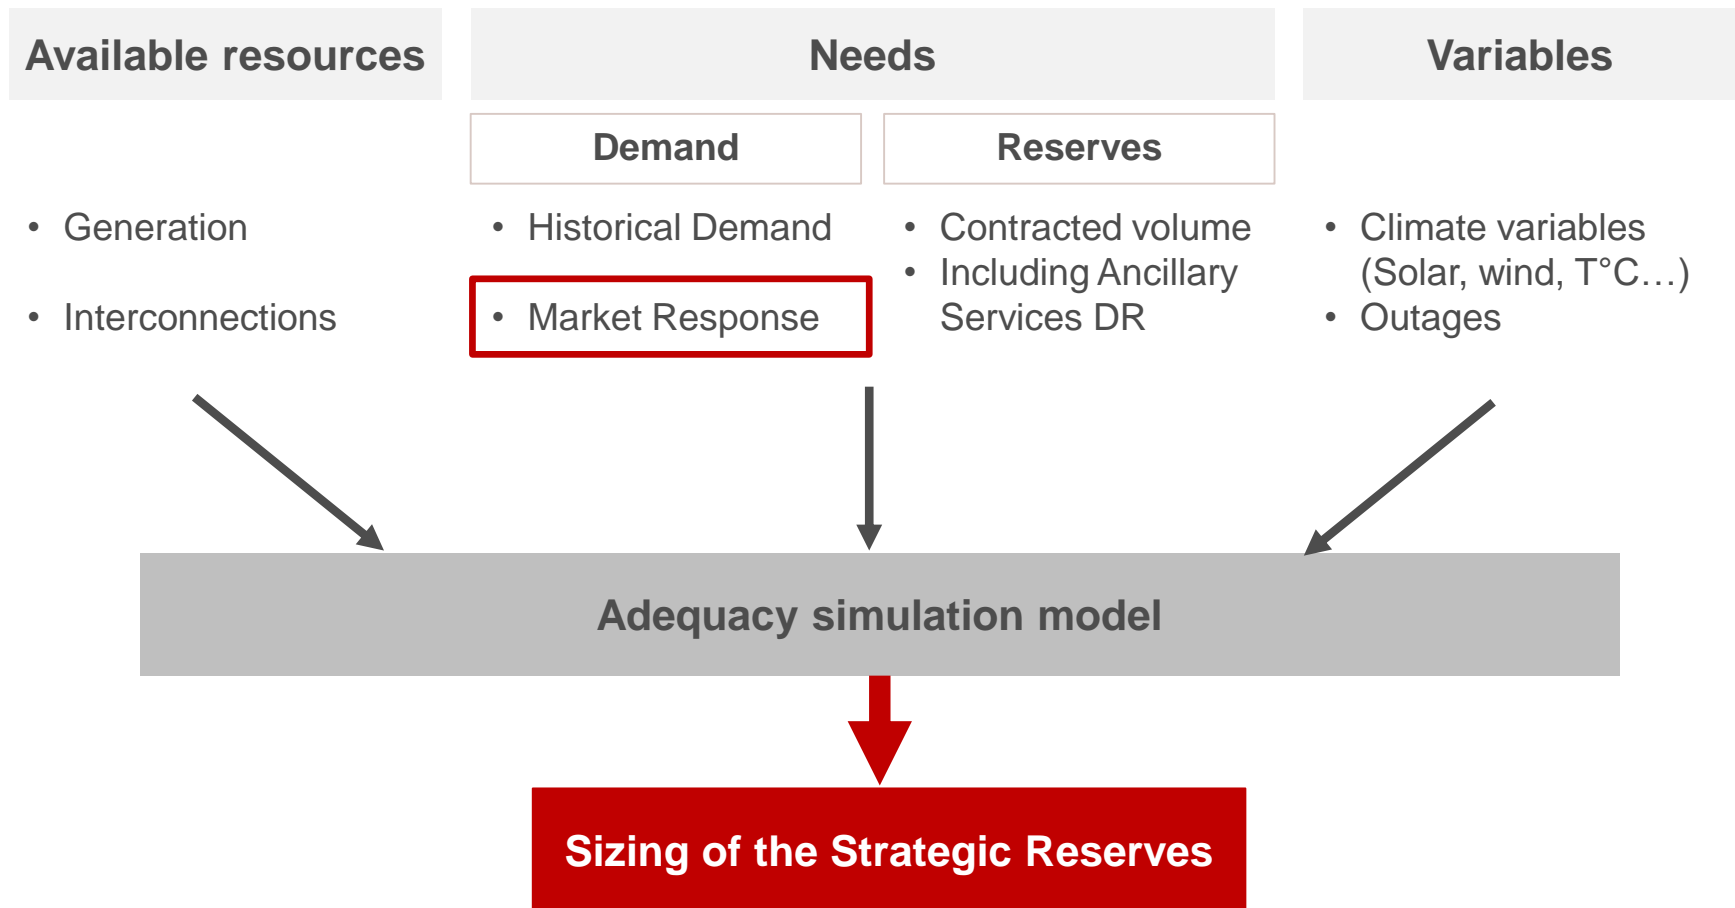 Available resources
Needs
Variables
Demand
Reserves
• Generation
• Interconnections
• Historical Demand
• Market Response
• Contracted volume
• Including Ancillary
Services DR
• Climate variables
(Solar, wind, T°C…)
• Outages
Adequacy simulation model
Sizing of the Strategic Reserves